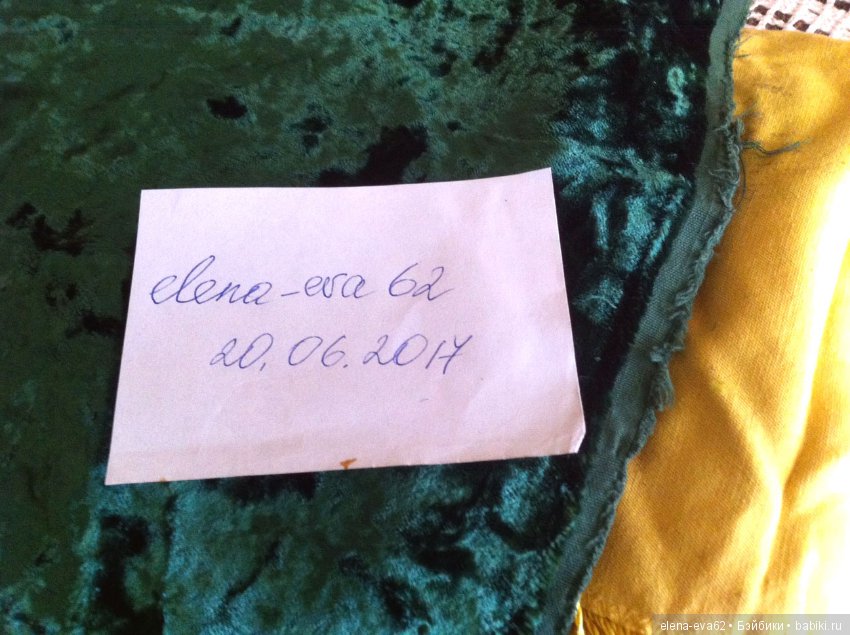 elena-eva 62
20.06.2017
elena-eva62 • Бэйбики • babiki.ru